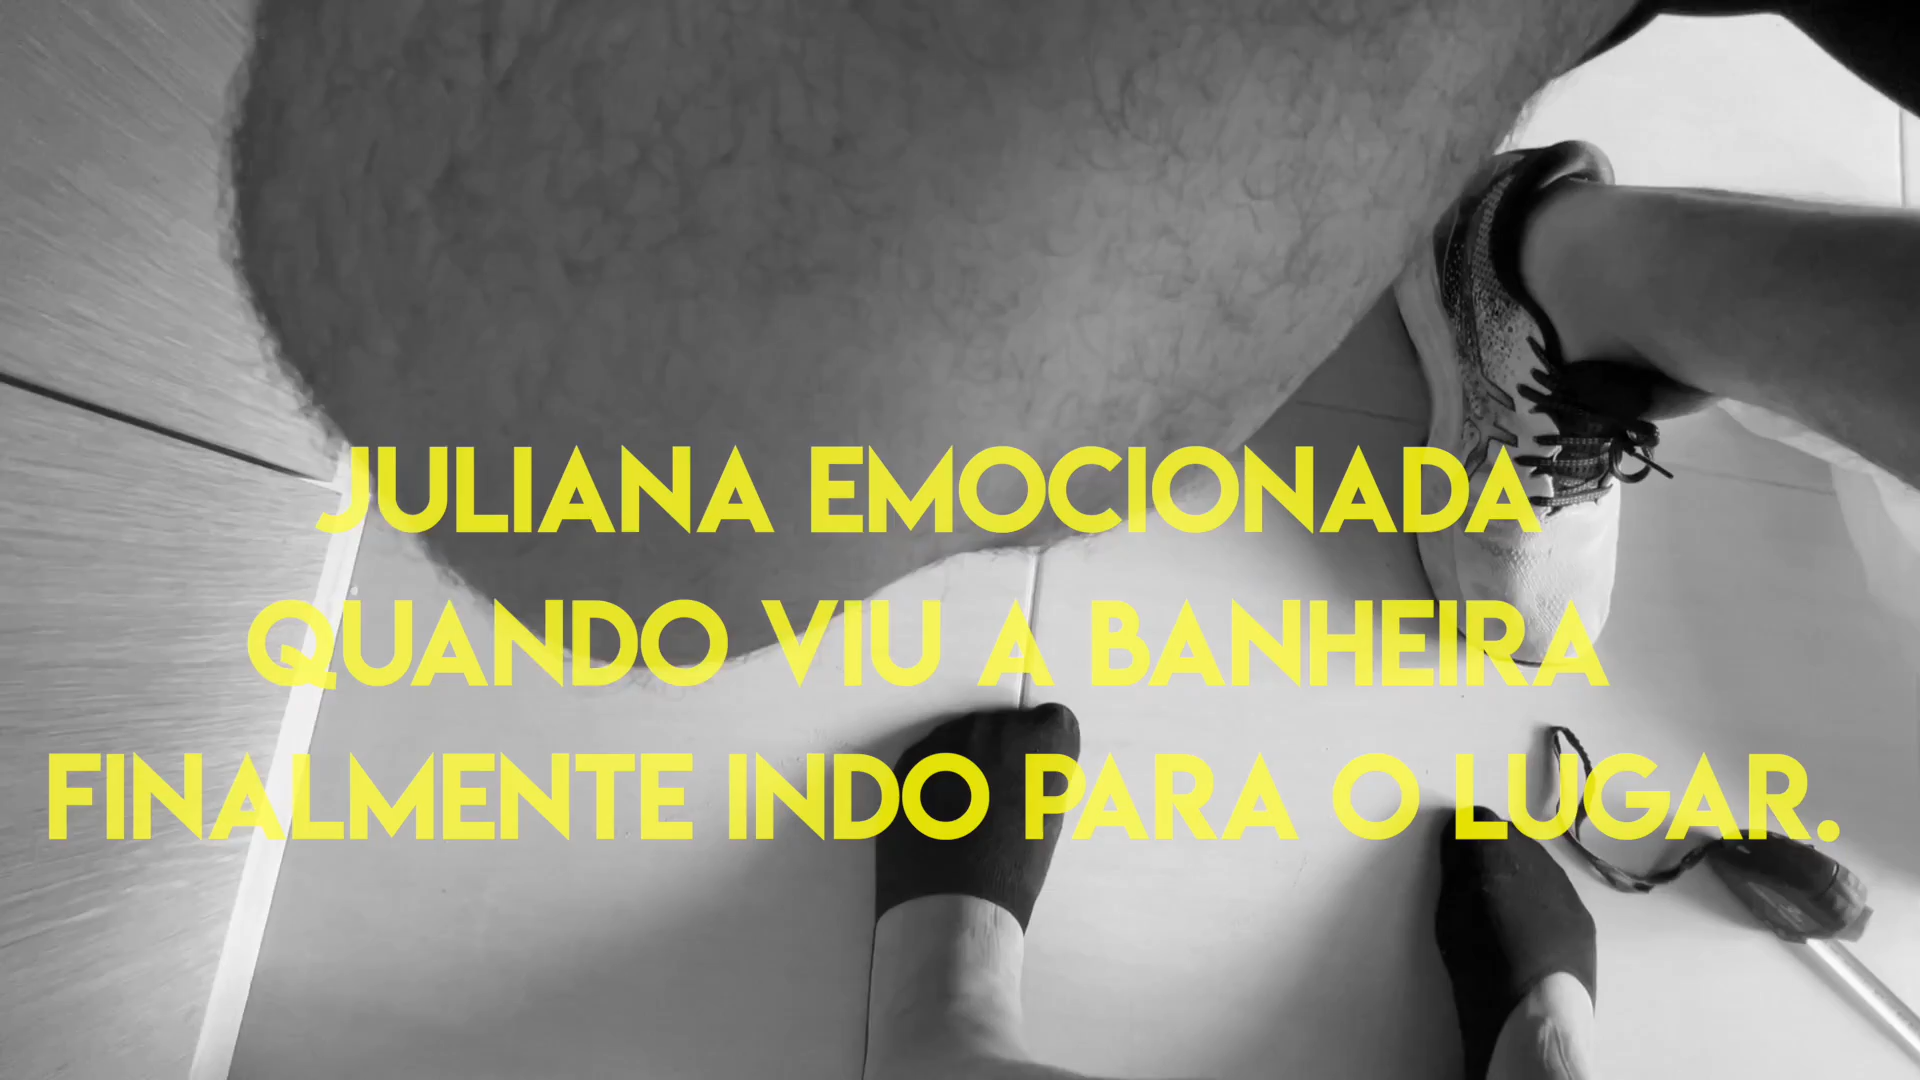 JULIANA EMOCIONADA
QUANDO VIU A BANHEIRA
FINALMENTE INDO PARA O LUGAR.